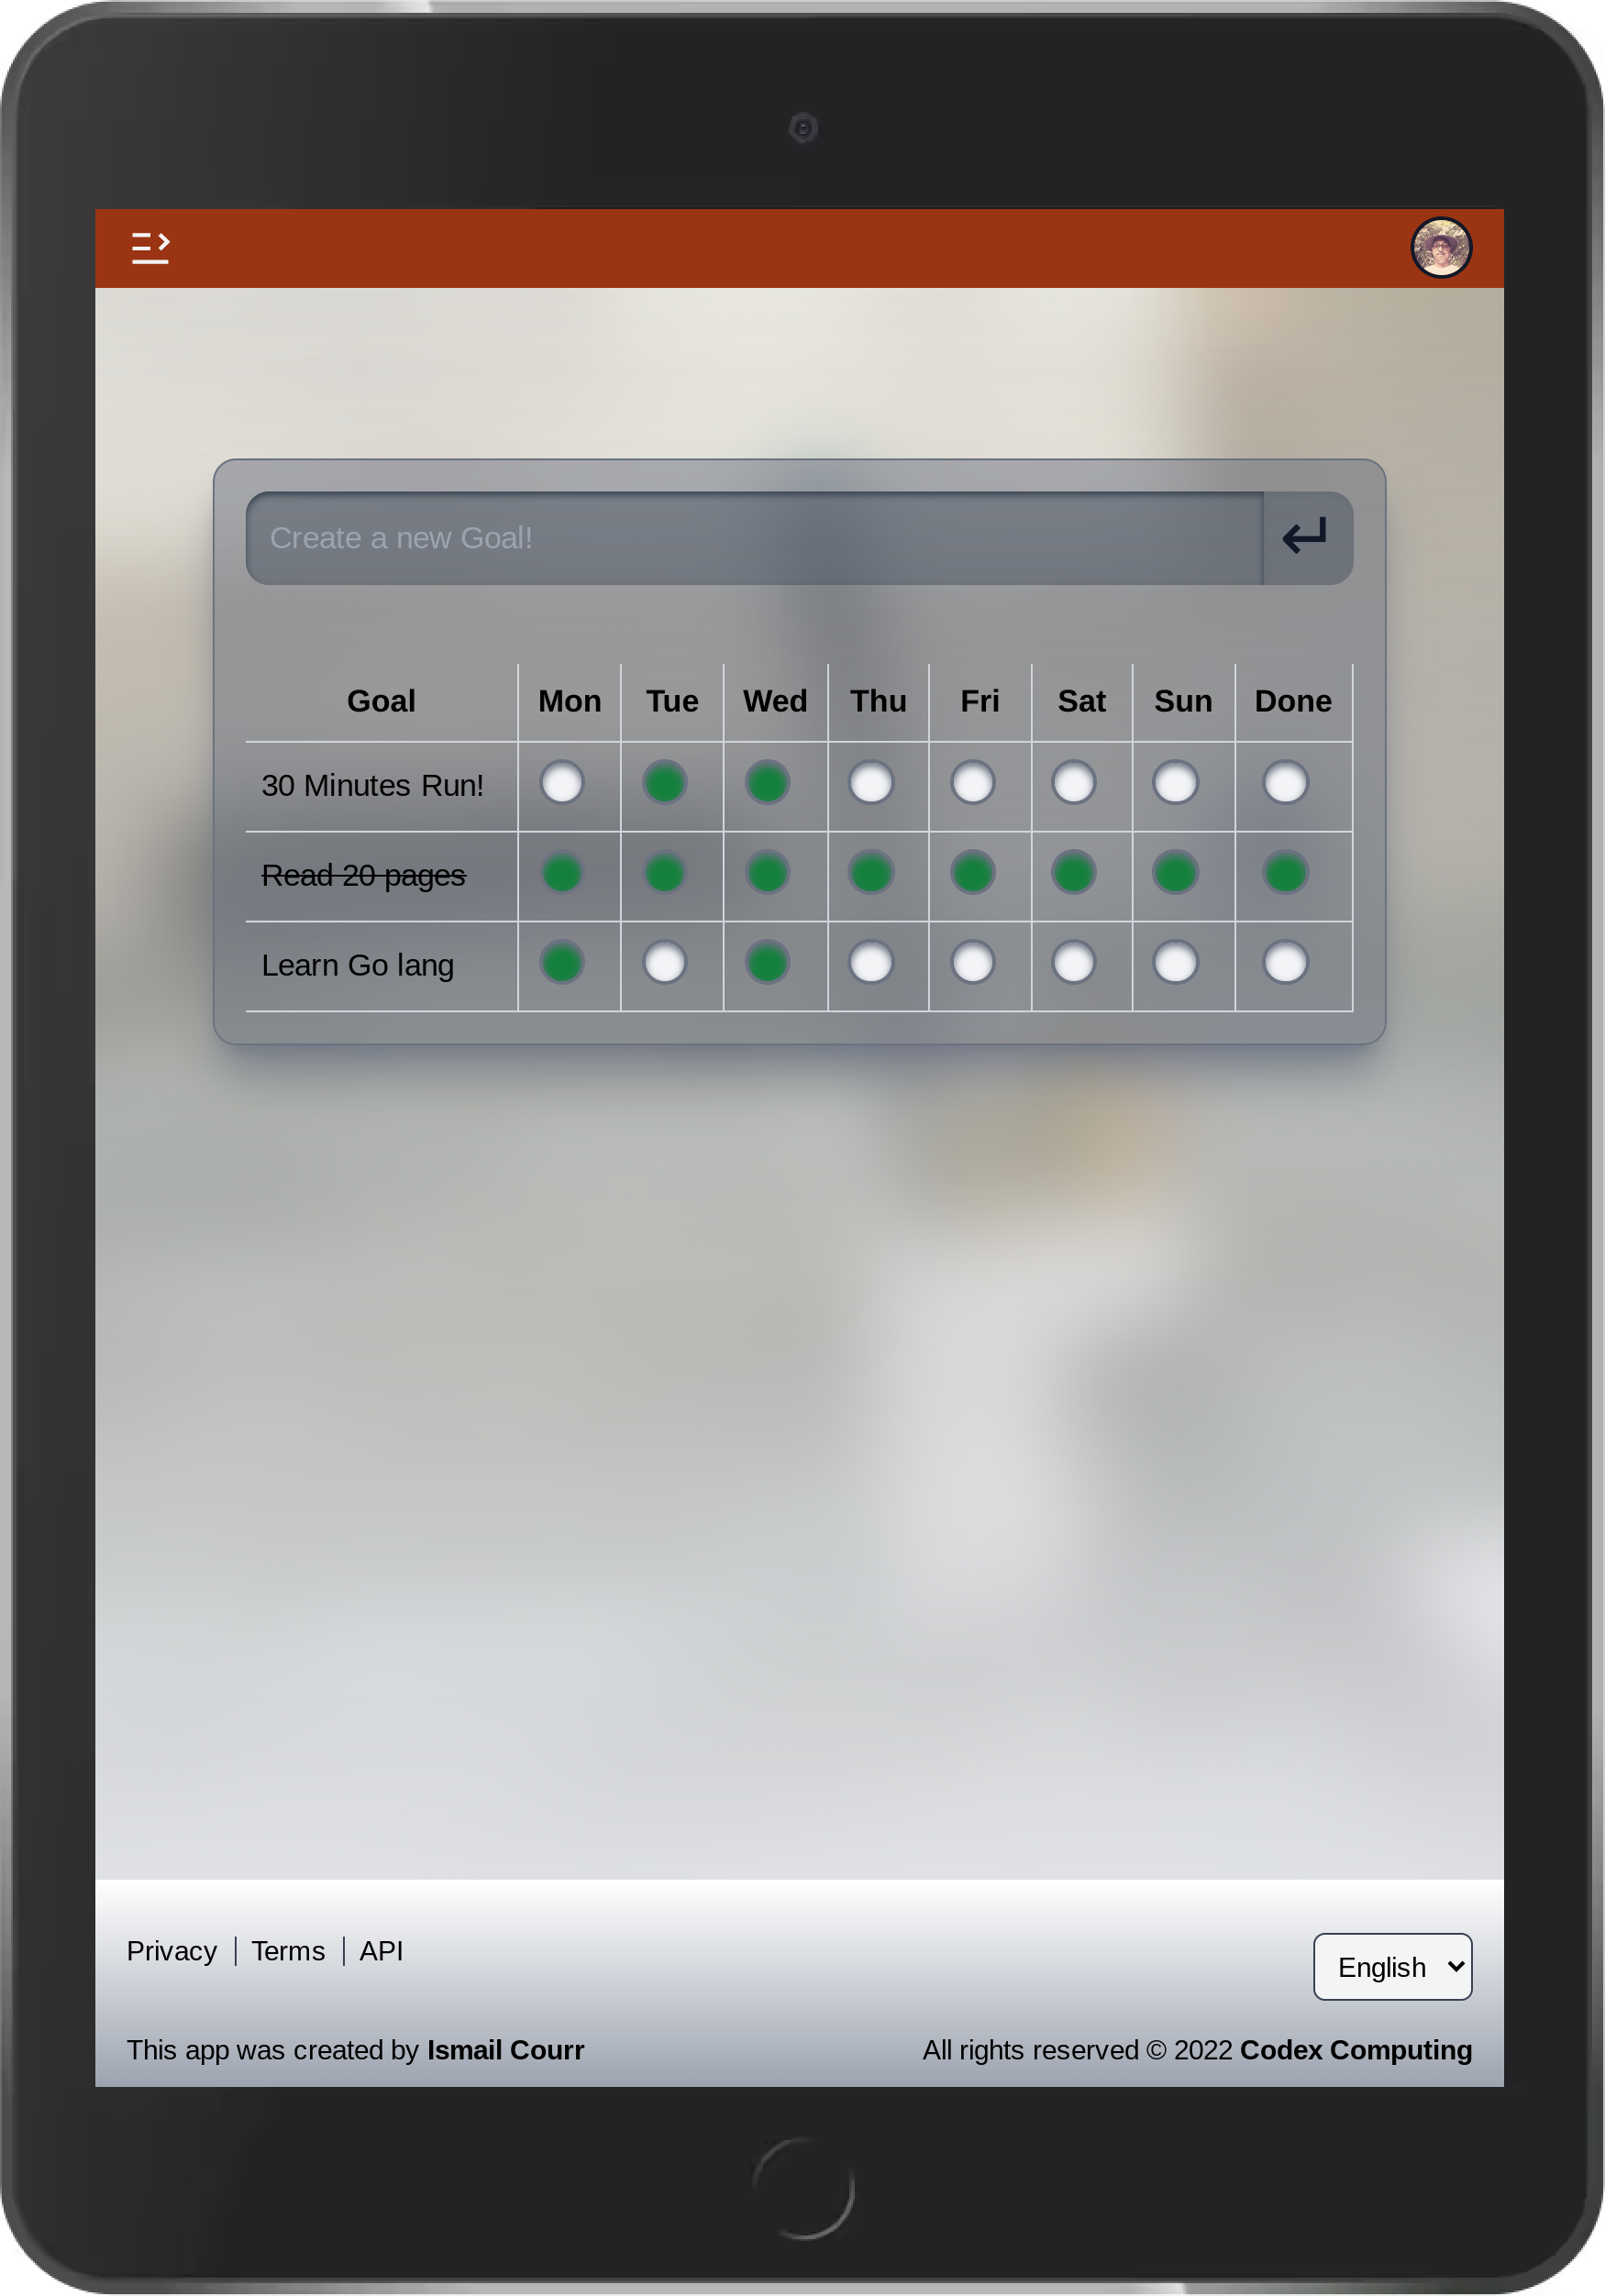 Create a new Goal!
Goal Mon Tue Wed Thu Fri Sat Sun Done
30 Minutes Run!
Read 20 pages
Learn Go lang
Privacy Terms API
English
This app was created by Ismail Courr
All rights reserved © 2022 Codex Computing